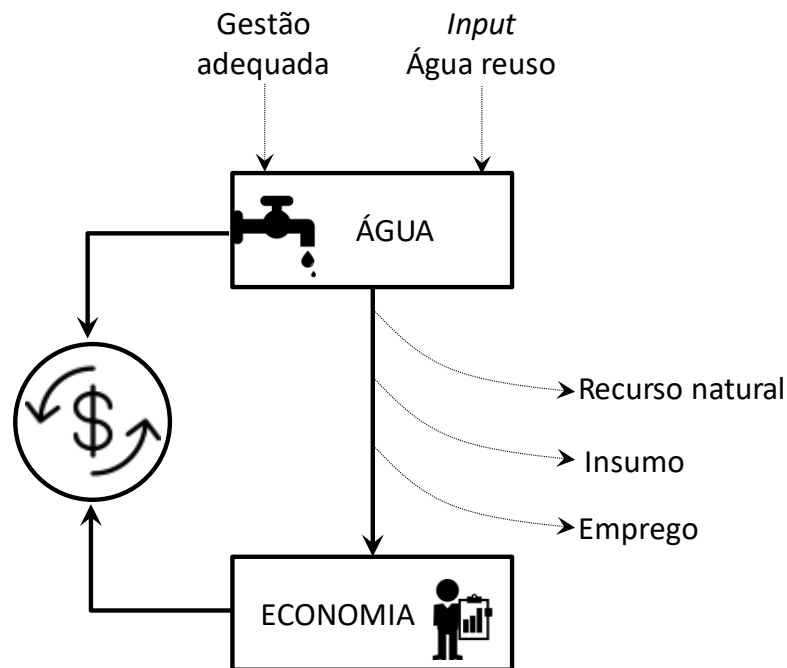 Gestão
adequada
Input
Água reuso
ÁGUA
$
Recurso natural
Insumo
Emprego
ECONOMIA